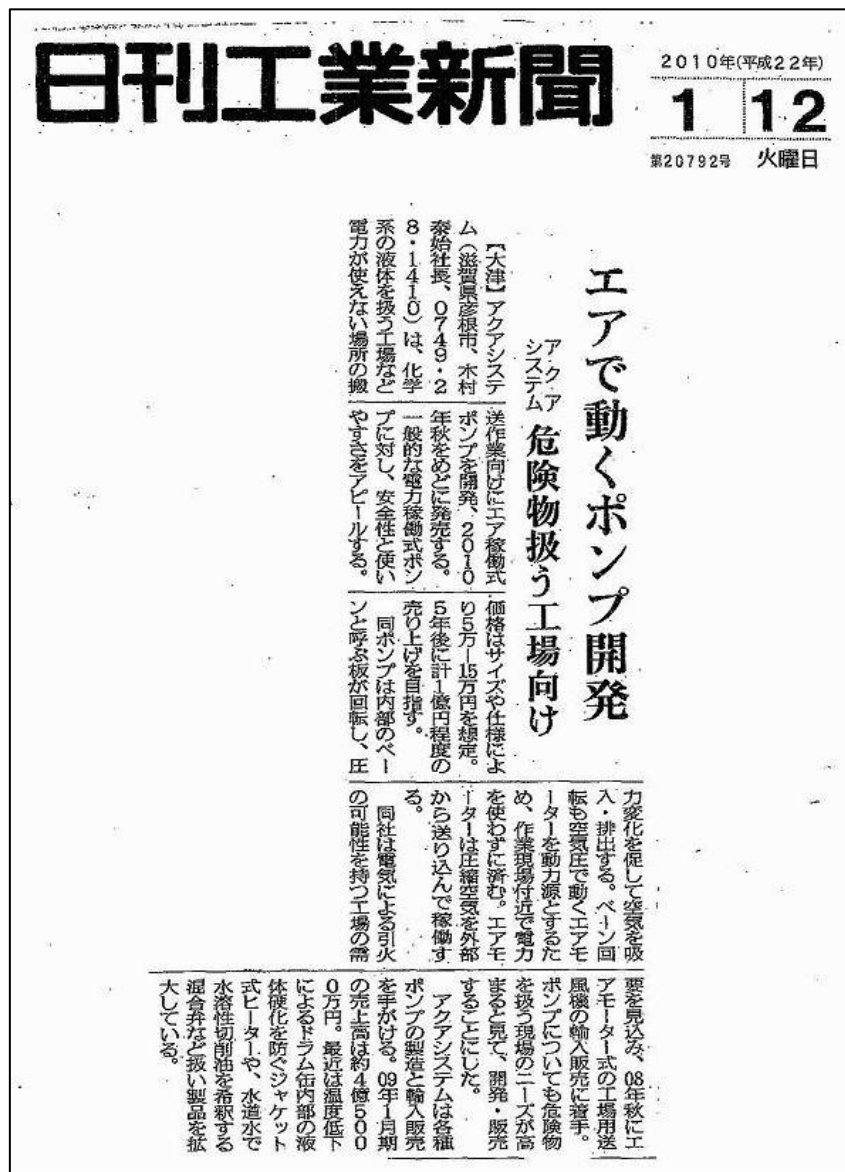 日刊工業新聞
2010年(平成22年)
1 12
第20792号 火曜日
エアで動くポンプ開発
アクア
システム
危険物扱う工場向け
【大津】アクアシステ
ム(滋賀県彦根市、木村
泰始社長、0749・2
8・1410)は、化学
系の液体を扱う工場など
電力が使えない場所の搬
送作業向けにエア稼働式
ポンプを開発、2010
年秋をめどに発売する。
一般的な電力稼働式ポン
プに対し、安全性と使い
やすさをアピールする。
価格はサイズや仕様によ
り5万―15万円を想定。
5年後に計1億円程度の
売り上げを目指す。
同ポンプは内部のベー
ンと呼ぶ板が回転し、圧
力変化を促して空気を吸
入・排出する。ベーン回
転も空気圧で動くエアモ
ーターを動力源とするた
め、作業現場付近で電力
を使わずに済む。エアモ
ーターは圧縮空気を外部
から送り込んで稼働す
る。
同社は電気による引火
の可能性を持つ工場の需
要を見込み、08年秋にエ
アモーター式の工場用送
風機の輸入販売に着手。
ポンプについても危険物
を扱う現場のニーズが高
まると見て、開発・販売
することにした。
アクアシステムは各種
ポンプの製造と輸入販売
を手がける。09年1月期
の売上高は約4億500
0万円。最近は温度低下
によるドラム缶内部の液
体硬化を防ぐジャケット
式ヒーターや、水道水で
水溶性切削油を希釈する
混合弁など扱い製品を拡
大している。